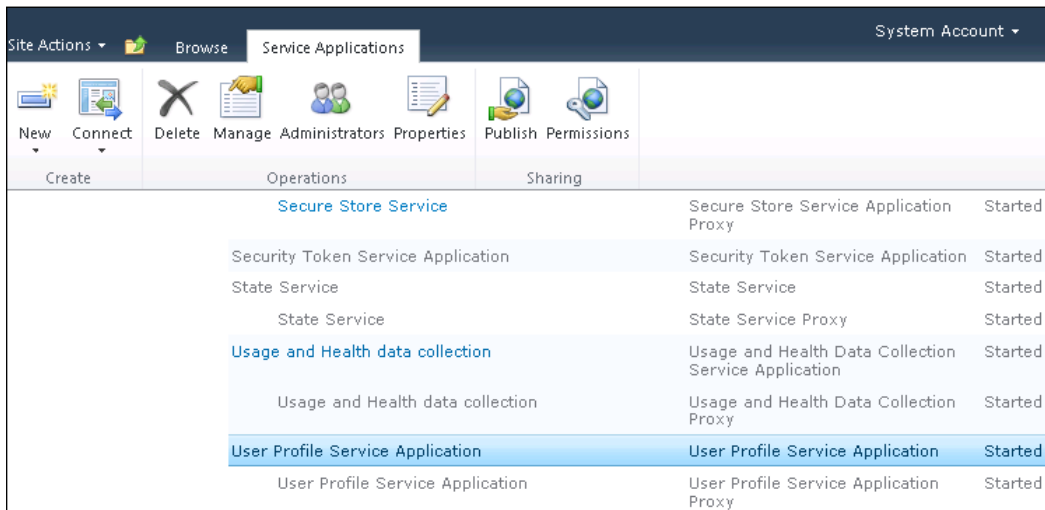 System Account
Site Actions Browse Service Applications
New Connect Delete Manage Administrators Properties Publish Permissions
Create Operations Sharing
Secure Store Service Secure Store Service Application Started
Proxy
Security Token Service Application Security Token Service Application Started
State Service State Service Started
State Service State Service Proxy Started
Usage and Health data collection Usage and Health Data Collection Started
Service Application
Usage and Health data collection Usage and Health Data Collection Started
Proxy
User Profile Service Application User Profile Service Application Started
User Profile Service Application User Profile Service Application Started
Proxy